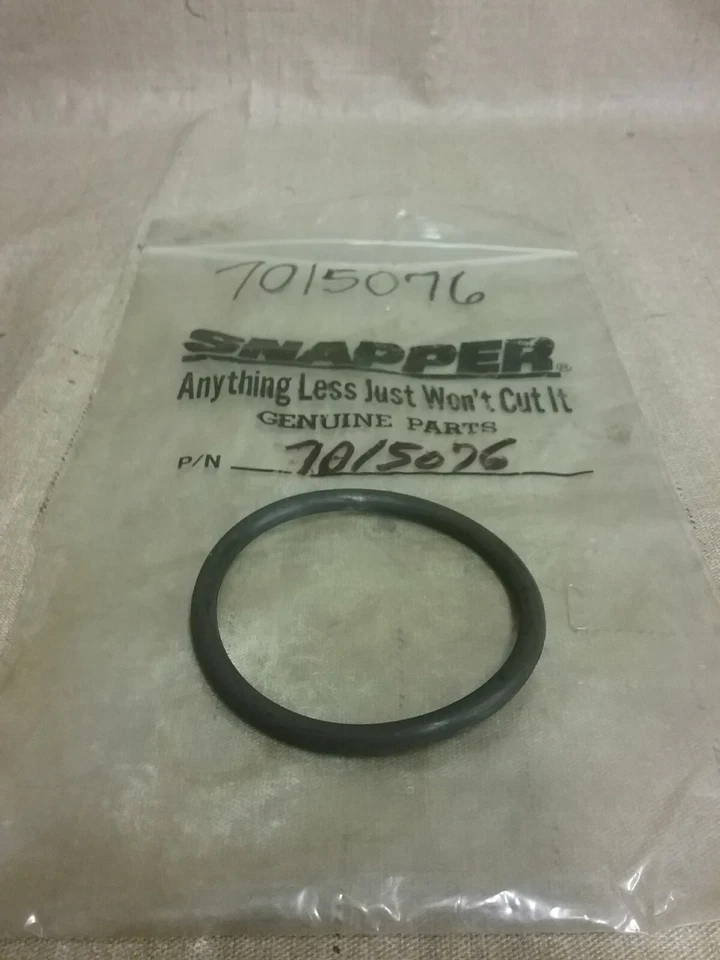 7015076
SNAPPER®
Anything Less Just Won't Cut It
GENUINE PARTS
P/N 7015076